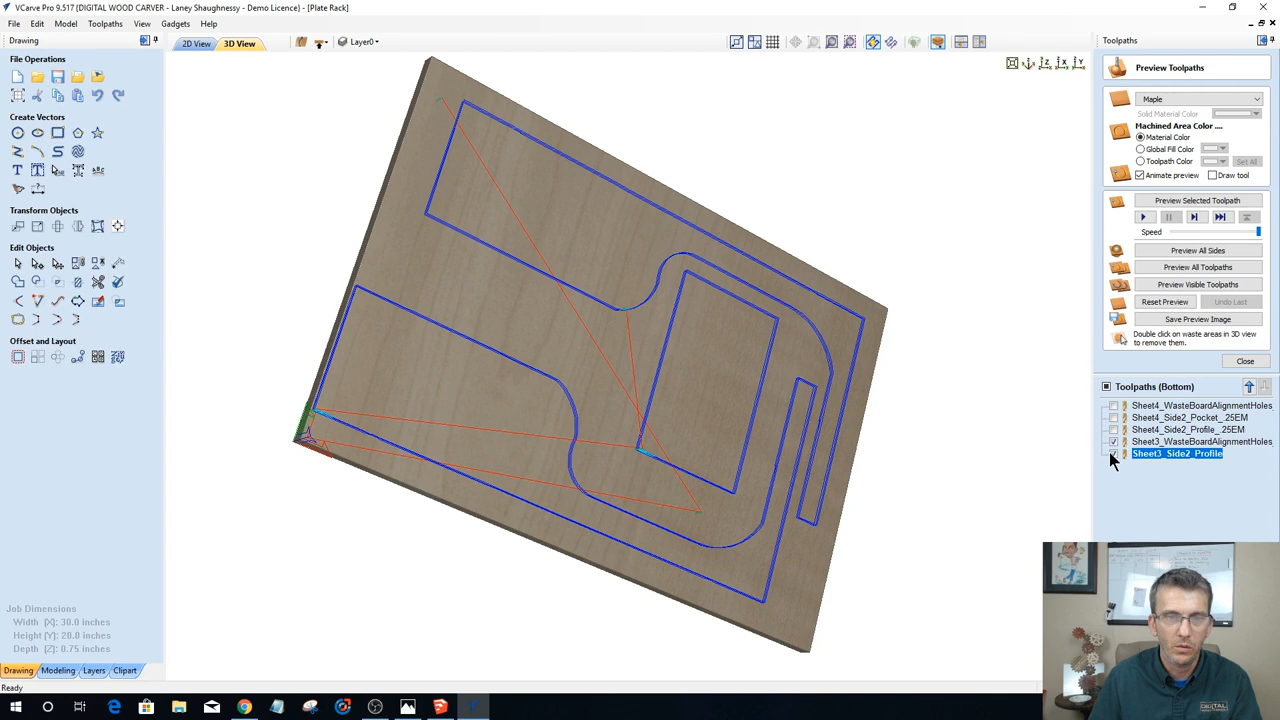 VCarve Pro 9.517 {DIGITAL WOOD CARVER - Laney Shaughnessy - Demo Licence} - [Plate Rack]
File Edit Model Toolpaths View Gadgets Help
Drawing
2D View 3D View Layer0
Toolpaths
File Operations
Create Vectors
Transform Objects
Edit Objects
Offset and Layout
Job Dimensions
Width (X): 30.0 inches
Height (Y): 20.0 inches
Depth (Z): 0.75 inches
Drawing Modeling Layers Clipart
Ready
Z X Y
Preview Toolpaths
Maple
Solid Material Color
Machined Area Color ....
Material Color
Global Fill Color
Toolpath Color Set All
Animate preview Draw tool
Preview Selected Toolpath
Speed
Preview All Sides
Preview All Toolpaths
Preview Visible Toolpaths
Reset Preview Undo Last
Save Preview Image
Double click on waste areas in 3D view
to remove them.
Close
Toolpaths (Bottom)
Sheet4_WasteBoardAlignmentHoles_
Sheet4_Side2_Pocket_.25EM
Sheet4_Side2_Profile_.25EM
Sheet3_WasteBoardAlignmentHoles_
Sheet3_Side2_Profile